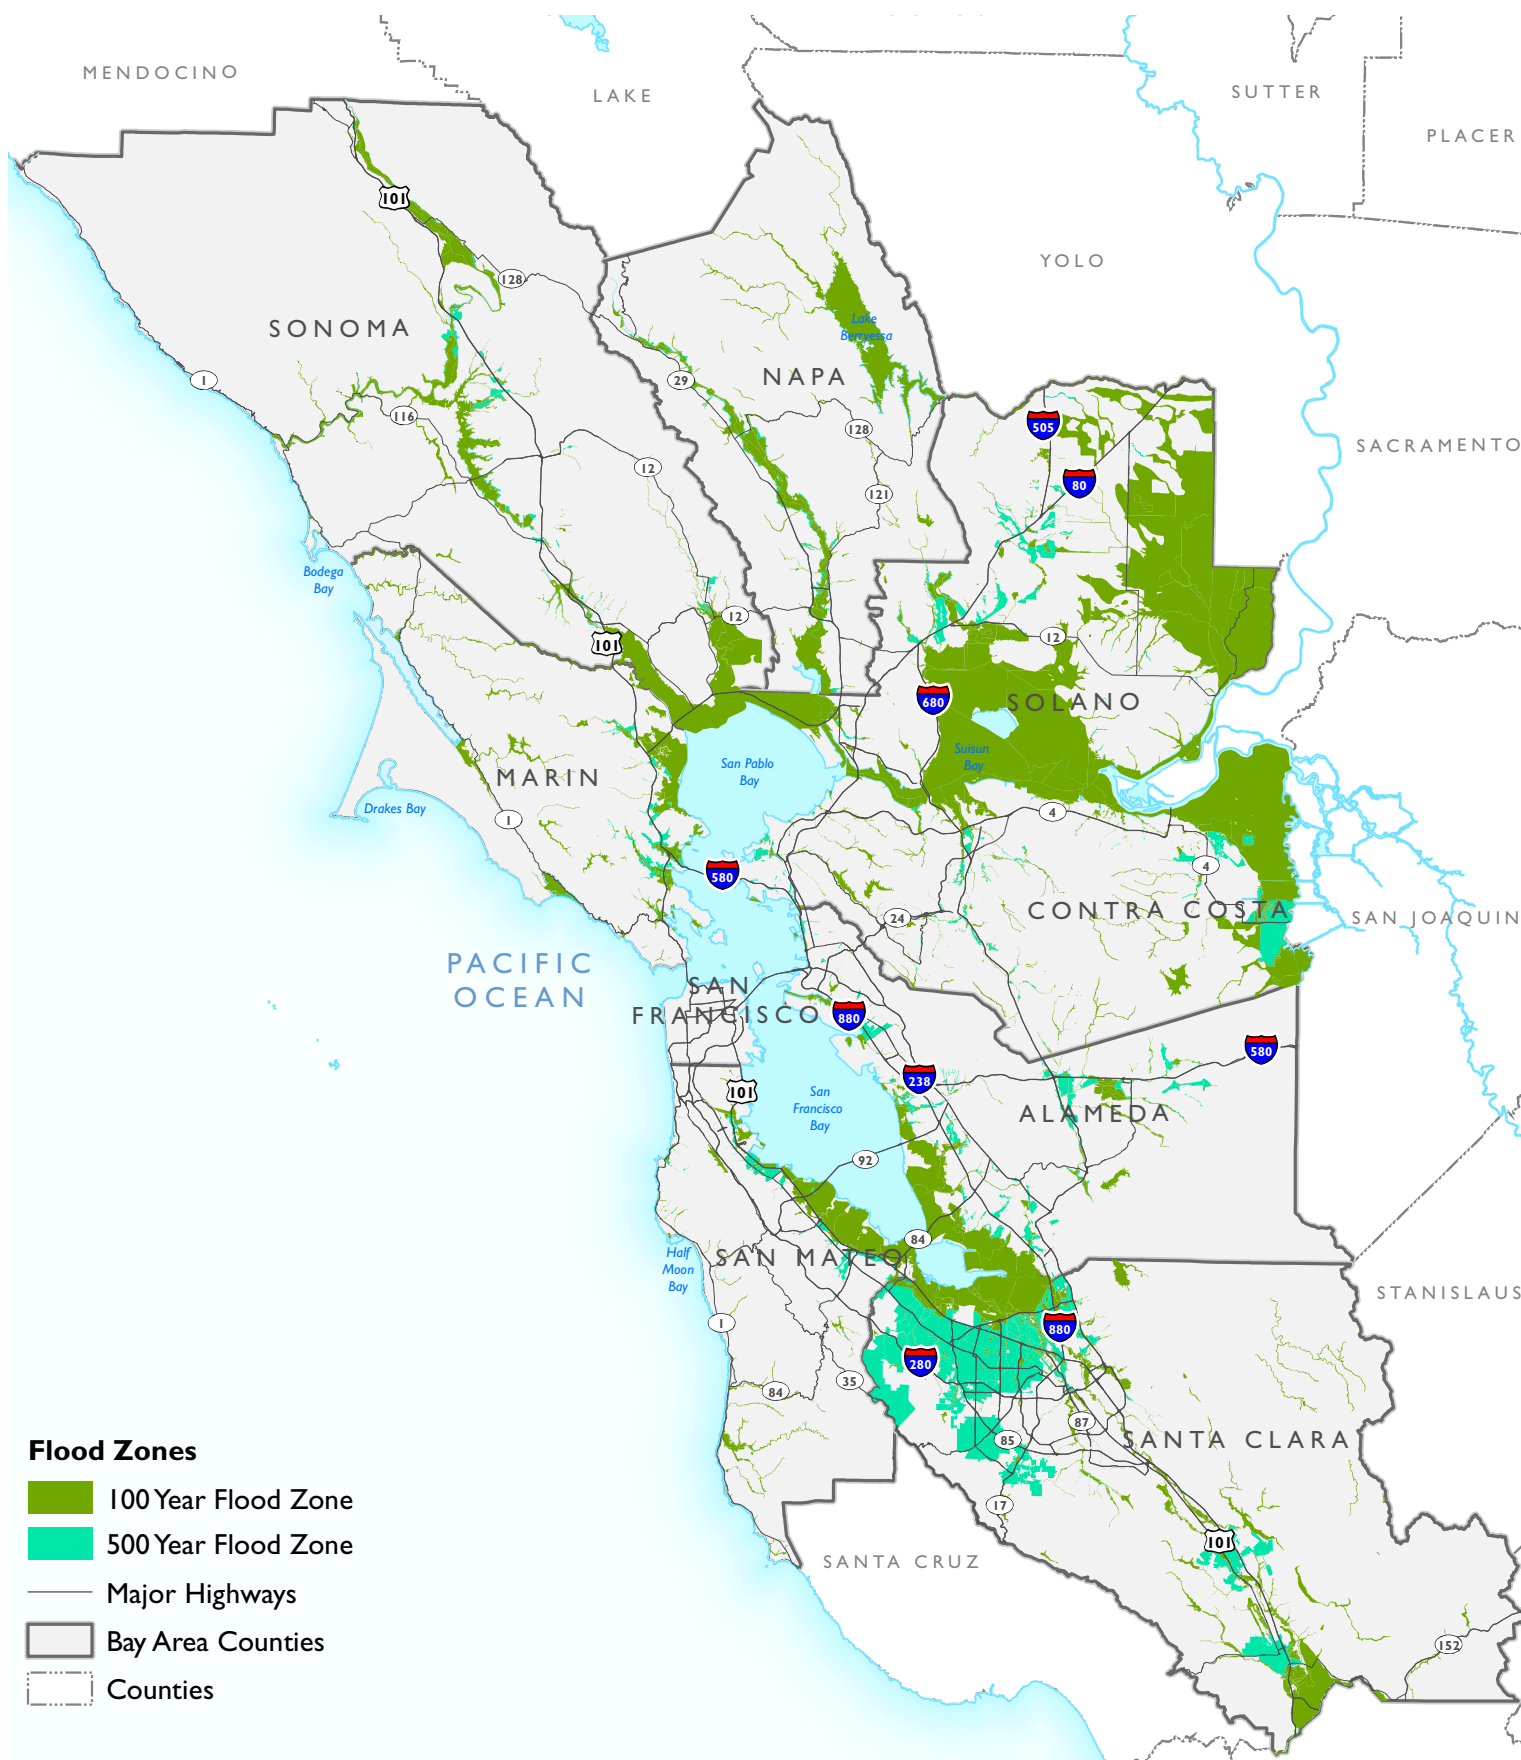 MENDOCINO
LAKE
SUTTER
PLACER
YOLO
101
128
SONOMA
Lake
Berryessa
NAPA
1
29
116
128
505
80
SACRAMENTO
12
121
Bodega
Bay
12
101
12
680
SOLANO
Suisun
Bay
San Pablo
Bay
MARIN
Drakes Bay
1
4
4
580
CONTRA COSTA
24
SAN JOAQUIN
PACIFIC
OCEAN
SAN
FRANCISCO
880
580
238
101
San
Francisco
Bay
ALAMEDA
92
84
SAN MATEO
Half
Moon
Bay
STANISLAUS
1
880
280
35
84
87
85
SANTA CLARA
17
101
SANTA CRUZ
152
Flood Zones
100 Year Flood Zone
500 Year Flood Zone
Major Highways
Bay Area Counties
Counties